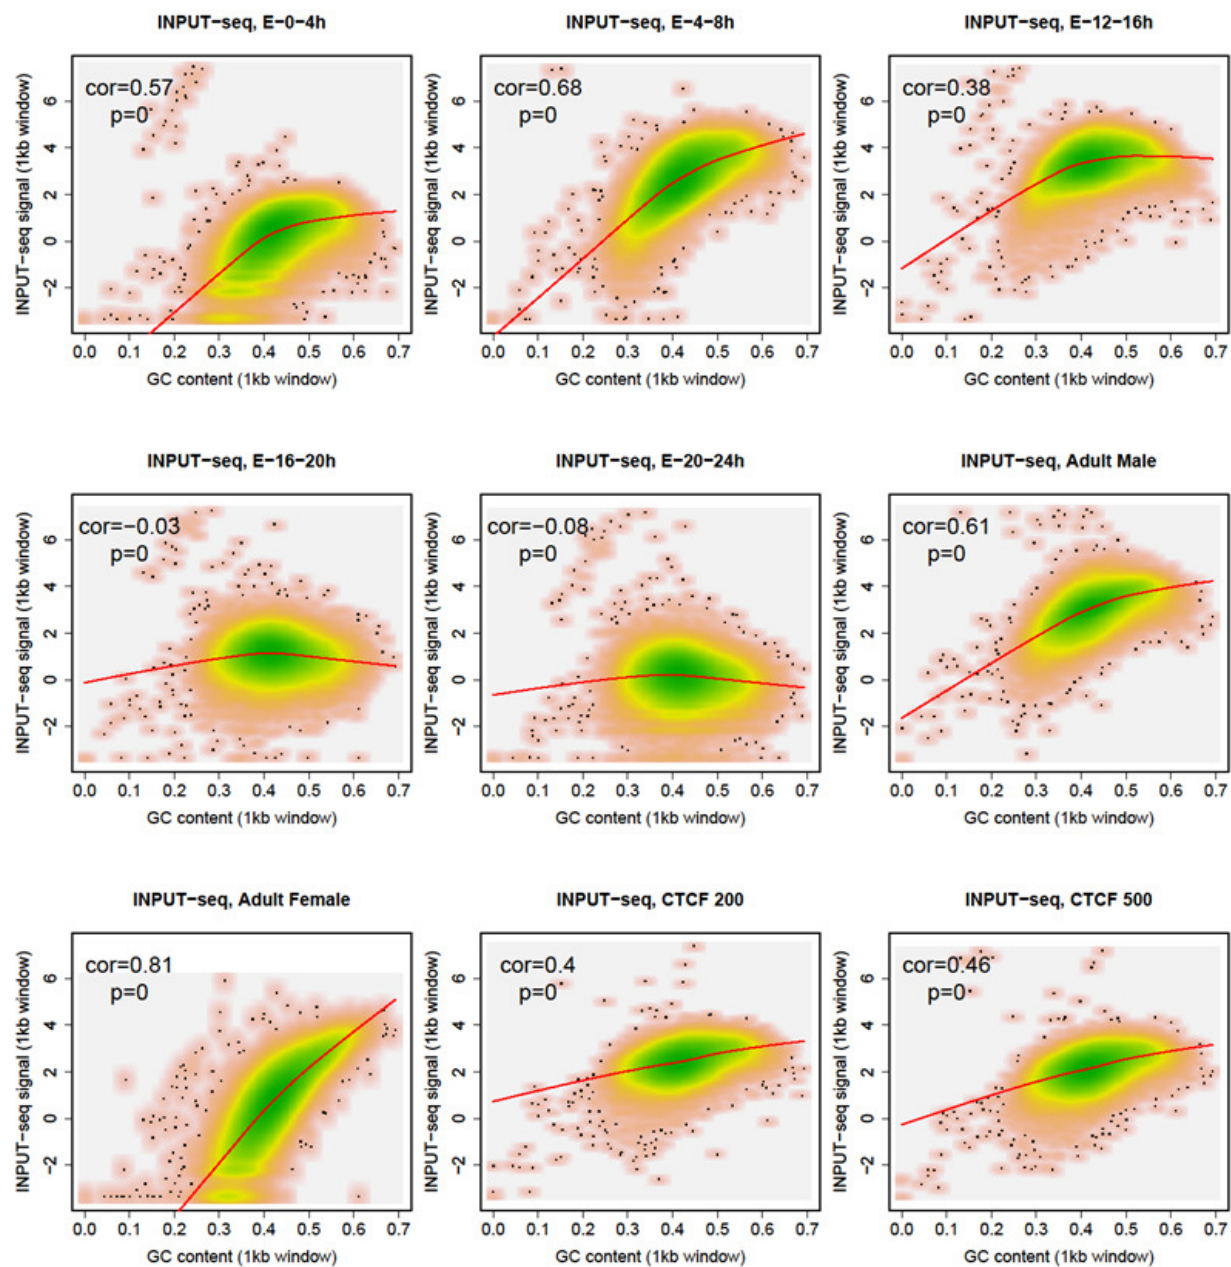 INPUT−seq, E−0−4h
cor=0.57
p=0
INPUT−seq signal (1kb window)
6
4
2
0
−2
0.0 0.1 0.2 0.3 0.4 0.5 0.6 0.7
GC content (1kb window)
INPUT−seq, E−4−8h
cor=0.68
p=0
INPUT−seq signal (1kb window)
6
4
2
0
−2
0.0 0.1 0.2 0.3 0.4 0.5 0.6 0.7
GC content (1kb window)
INPUT−seq, E−12−16h
cor=0.38
p=0
INPUT−seq signal (1kb window)
6
4
2
0
−2
0.0 0.1 0.2 0.3 0.4 0.5 0.6 0.7
GC content (1kb window)
INPUT−seq, E−16−20h
cor=−0.03
p=0
INPUT−seq signal (1kb window)
6
4
2
0
−2
0.0 0.1 0.2 0.3 0.4 0.5 0.6 0.7
GC content (1kb window)
INPUT−seq, E−20−24h
cor=−0.08
p=0
INPUT−seq signal (1kb window)
6
4
2
0
−2
0.0 0.1 0.2 0.3 0.4 0.5 0.6 0.7
GC content (1kb window)
INPUT−seq, Adult Male
cor=0.61
p=0
INPUT−seq signal (1kb window)
6
4
2
0
−2
0.0 0.1 0.2 0.3 0.4 0.5 0.6 0.7
GC content (1kb window)
INPUT−seq, Adult Female
cor=0.81
p=0
INPUT−seq signal (1kb window)
6
4
2
0
−2
0.0 0.1 0.2 0.3 0.4 0.5 0.6 0.7
GC content (1kb window)
INPUT−seq, CTCF 200
cor=0.4
p=0
INPUT−seq signal (1kb window)
6
4
2
0
−2
0.0 0.1 0.2 0.3 0.4 0.5 0.6 0.7
GC content (1kb window)
INPUT−seq, CTCF 500
cor=0.46
p=0
INPUT−seq signal (1kb window)
6
4
2
0
−2
0.0 0.1 0.2 0.3 0.4 0.5 0.6 0.7
GC content (1kb window)